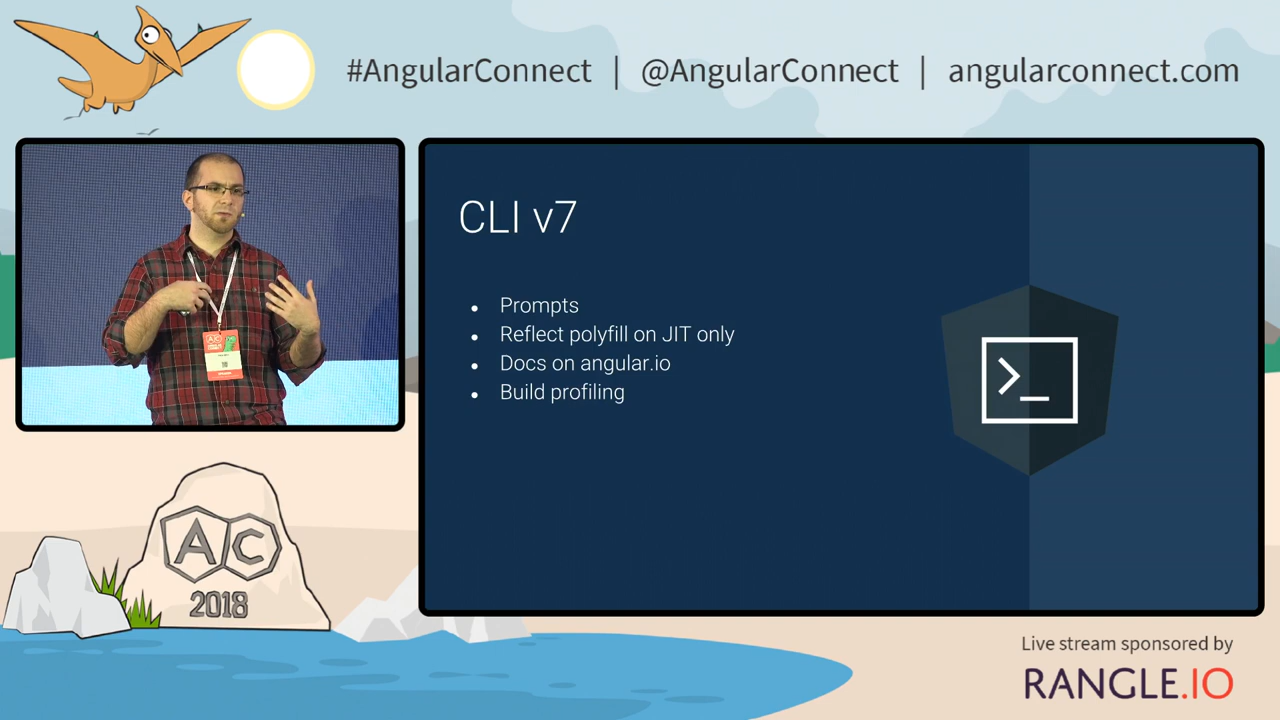 #AngularConnect | @AngularConnect | angularconnect.com
CLI v7
• Prompts
• Reflect polyfill on JIT only
• Docs on angular.io
• Build profiling
>_
AC
2018
Live stream sponsored by
RANGLE.IO